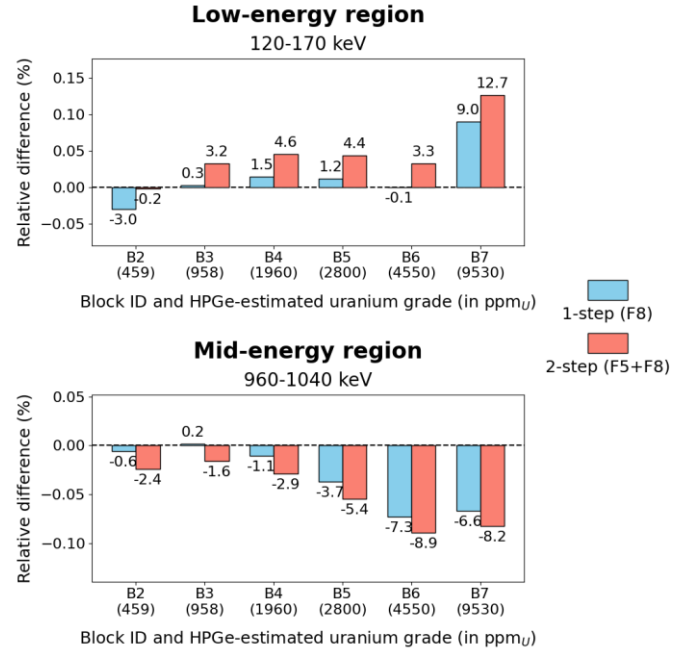 Low-energy region
120-170 keV
Relative difference (%)
0.15
0.10
0.05
0.00
−0.05
-3.0
-0.2
0.3
3.2
1.5
4.6
1.2
4.4
-0.1
3.3
9.0
12.7
B2 B3 B4 B5 B6 B7
(459) (958) (1960) (2800) (4550) (9530)
Block ID and HPGe-estimated uranium grade (in ppmU)
1-step (F8)
2-step (F5+F8)
Mid-energy region
960-1040 keV
Relative difference (%)
0.05
0.00
−0.05
−0.10
-0.6
-2.4
0.2
-1.6
-1.1
-2.9
-3.7
-5.4
-7.3
-8.9
-6.6
-8.2
B2 B3 B4 B5 B6 B7
(459) (958) (1960) (2800) (4550) (9530)
Block ID and HPGe-estimated uranium grade (in ppmU)